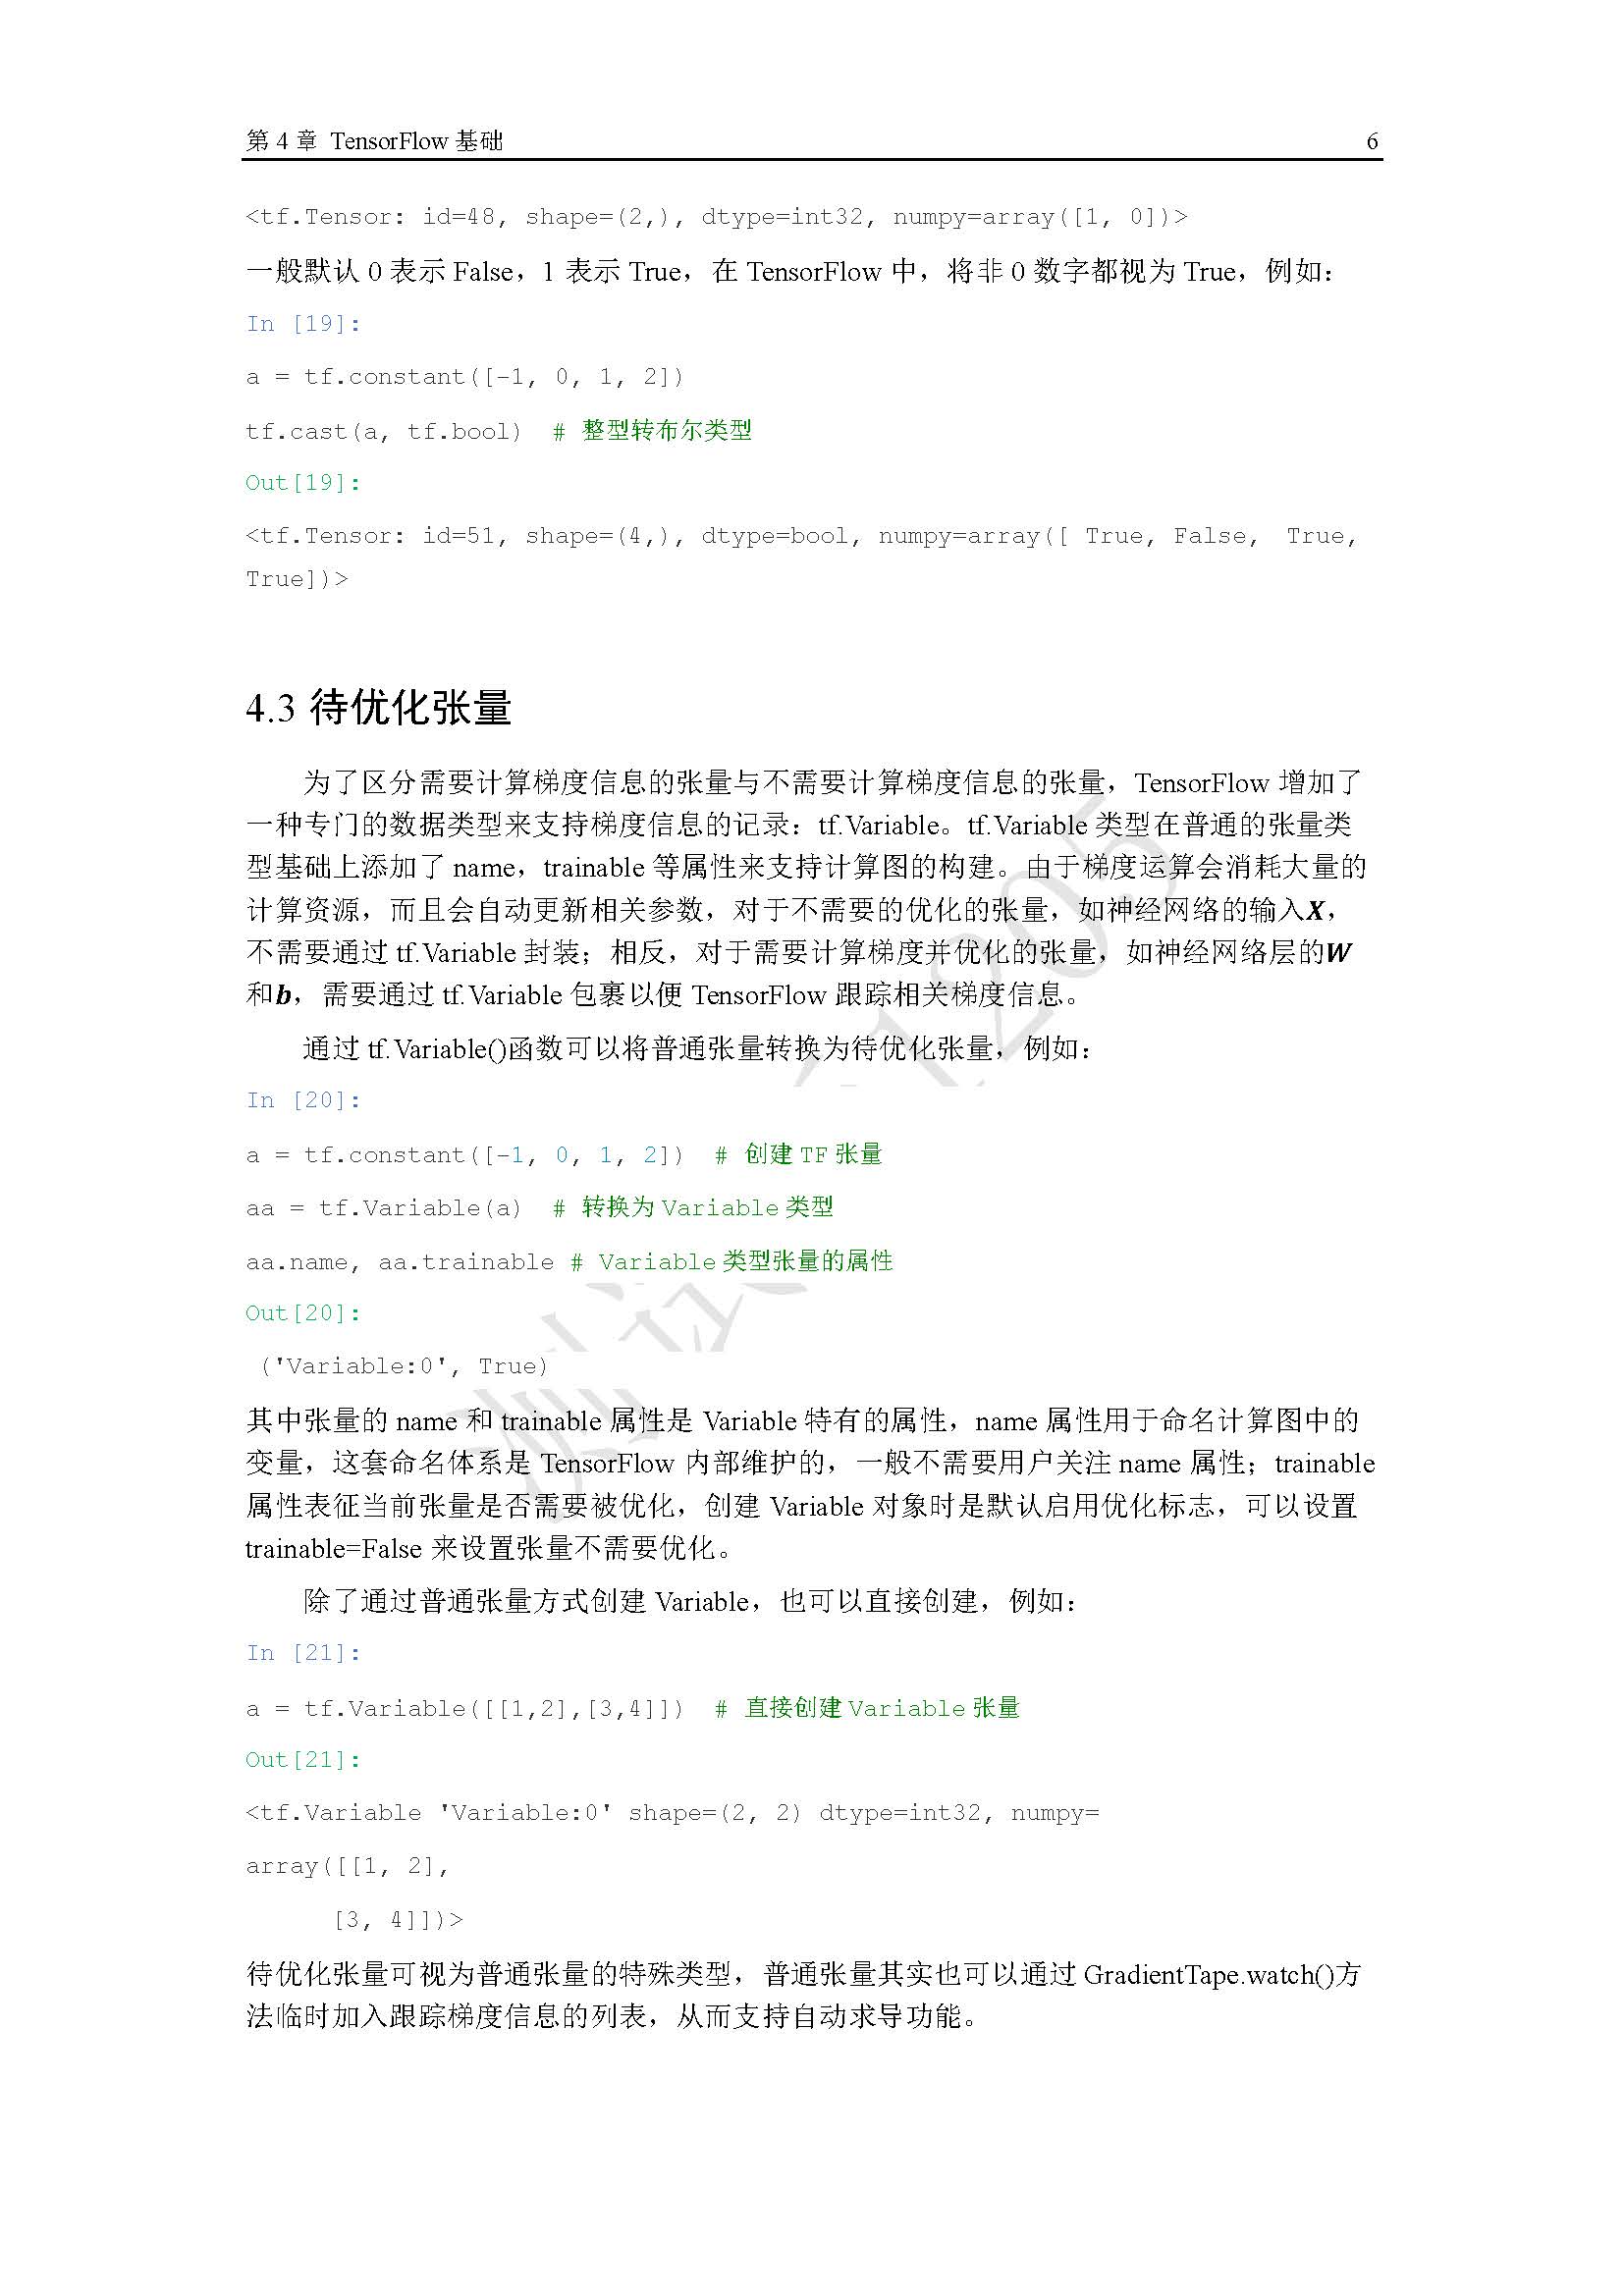 第 4 章 TensorFlow 基础 6
<tf.Tensor: id=48, shape=(2,), dtype=int32, numpy=array([1, 0])>
一般默认 0 表示 False，1 表示 True，在 TensorFlow 中，将非 0 数字都视为 True，例如：
In [19]:
a = tf.constant([-1, 0, 1, 2])
tf.cast(a, tf.bool) # 整型转布尔类型
Out[19]:
<tf.Tensor: id=51, shape=(4,), dtype=bool, numpy=array([ True, False, True,
True])>
4.3 待优化张量
为了区分需要计算梯度信息的张量与不需要计算梯度信息的张量，TensorFlow 增加了
一种专门的数据类型来支持梯度信息的记录：tf.Variable。tf.Variable 类型在普通的张量类
型基础上添加了 name，trainable 等属性来支持计算图的构建。由于梯度运算会消耗大量的
计算资源，而且会自动更新相关参数，对于不需要的优化的张量，如神经网络的输入X，
不需要通过 tf.Variable 封装；相反，对于需要计算梯度并优化的张量，如神经网络层的W
和b，需要通过 tf.Variable 包裹以便 TensorFlow 跟踪相关梯度信息。
通过 tf.Variable()函数可以将普通张量转换为待优化张量，例如：
In [20]:
a = tf.constant([-1, 0, 1, 2]) # 创建 TF 张量
aa = tf.Variable(a) # 转换为 Variable 类型
aa.name, aa.trainable # Variable 类型张量的属性
Out[20]:
('Variable:0', True)
其中张量的 name 和 trainable 属性是 Variable 特有的属性，name 属性用于命名计算图中的
变量，这套命名体系是 TensorFlow 内部维护的，一般不需要用户关注 name 属性；trainable
属性表征当前张量是否需要被优化，创建 Variable 对象时是默认启用优化标志，可以设置
trainable=False 来设置张量不需要优化。
除了通过普通张量方式创建 Variable，也可以直接创建，例如：
In [21]:
a = tf.Variable([[1,2],[3,4]]) # 直接创建 Variable 张量
Out[21]:
<tf.Variable 'Variable:0' shape=(2, 2) dtype=int32, numpy=
array([[1, 2],
[3, 4]])>
待优化张量可视为普通张量的特殊类型，普通张量其实也可以通过 GradientTape.watch()方
法临时加入跟踪梯度信息的列表，从而支持自动求导功能。